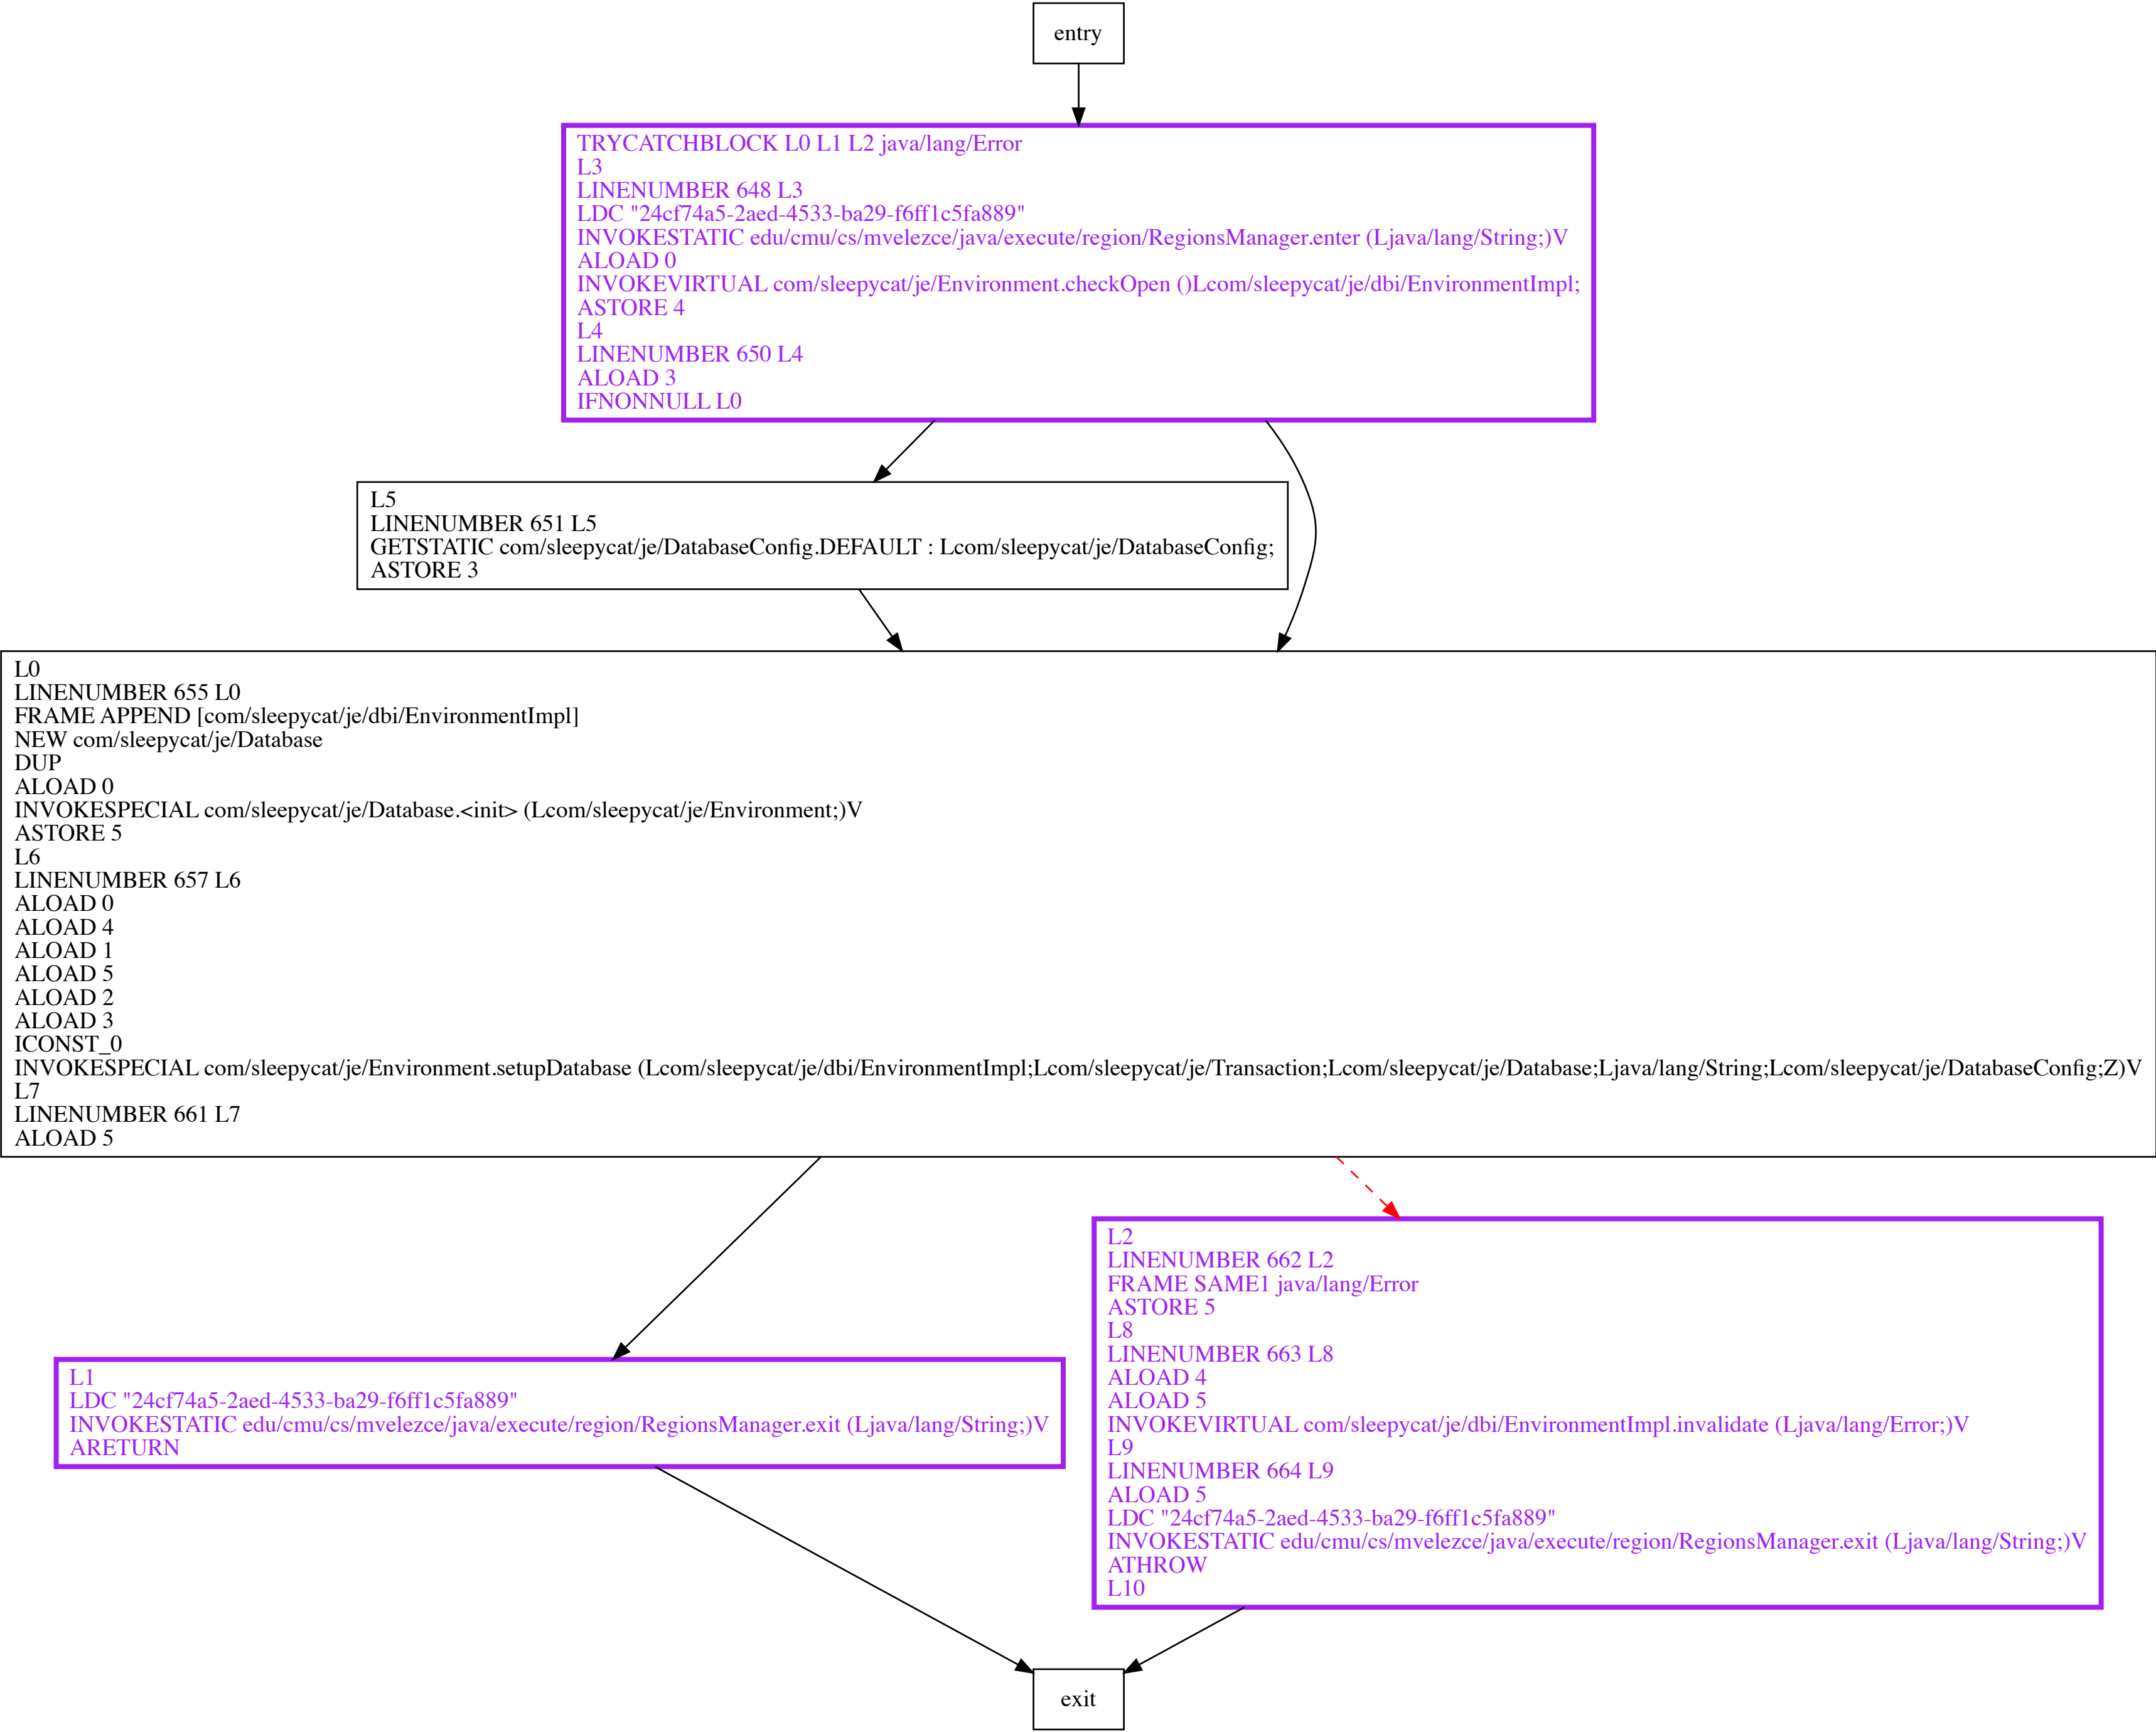 entry
TRYCATCHBLOCK L0 L1 L2 java/lang/Error
L3
LINENUMBER 648 L3
LDC "24cf74a5-2aed-4533-ba29-f6ff1c5fa889"
INVOKESTATIC edu/cmu/cs/mvelezce/java/execute/region/RegionsManager.enter (Ljava/lang/String;)V
ALOAD 0
INVOKEVIRTUAL com/sleepycat/je/Environment.checkOpen ()Lcom/sleepycat/je/dbi/EnvironmentImpl;
ASTORE 4
L4
LINENUMBER 650 L4
ALOAD 3
IFNONNULL L0
L5
LINENUMBER 651 L5
GETSTATIC com/sleepycat/je/DatabaseConfig.DEFAULT : Lcom/sleepycat/je/DatabaseConfig;
ASTORE 3
L0
LINENUMBER 655 L0
FRAME APPEND [com/sleepycat/je/dbi/EnvironmentImpl]
NEW com/sleepycat/je/Database
DUP
ALOAD 0
INVOKESPECIAL com/sleepycat/je/Database.<init> (Lcom/sleepycat/je/Environment;)V
ASTORE 5
L6
LINENUMBER 657 L6
ALOAD 0
ALOAD 4
ALOAD 1
ALOAD 5
ALOAD 2
ALOAD 3
ICONST_0
INVOKESPECIAL com/sleepycat/je/Environment.setupDatabase (Lcom/sleepycat/je/dbi/EnvironmentImpl;Lcom/sleepycat/je/Transaction;Lcom/sleepycat/je/Database;Ljava/lang/String;Lcom/sleepycat/je/DatabaseConfig;Z)V
L7
LINENUMBER 661 L7
ALOAD 5
L1
LDC "24cf74a5-2aed-4533-ba29-f6ff1c5fa889"
INVOKESTATIC edu/cmu/cs/mvelezce/java/execute/region/RegionsManager.exit (Ljava/lang/String;)V
ARETURN
L2
LINENUMBER 662 L2
FRAME SAME1 java/lang/Error
ASTORE 5
L8
LINENUMBER 663 L8
ALOAD 4
ALOAD 5
INVOKEVIRTUAL com/sleepycat/je/dbi/EnvironmentImpl.invalidate (Ljava/lang/Error;)V
L9
LINENUMBER 664 L9
ALOAD 5
LDC "24cf74a5-2aed-4533-ba29-f6ff1c5fa889"
INVOKESTATIC edu/cmu/cs/mvelezce/java/execute/region/RegionsManager.exit (Ljava/lang/String;)V
ATHROW
L10
exit